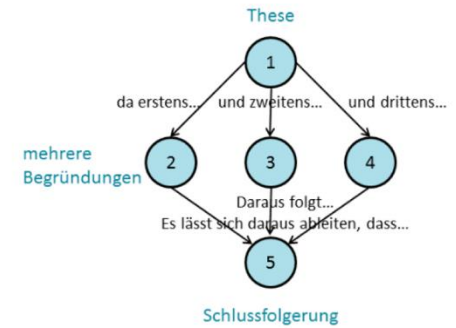 These
1
da erstens... und zweitens... und drittens...
mehrere
Begründungen
2 3 4
Daraus folgt...
Es lässt sich daraus ableiten, dass...
5
Schlussfolgerung